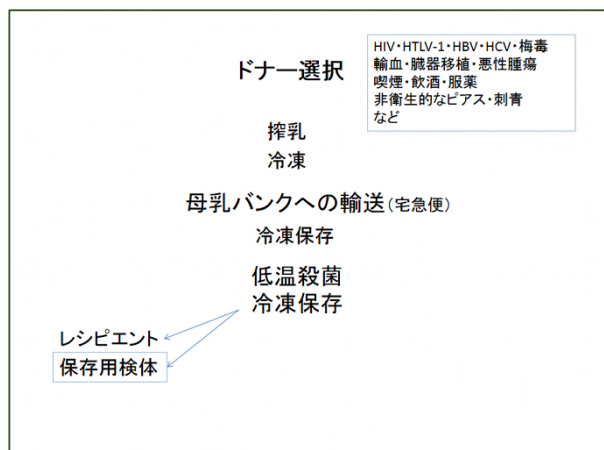 ドナー選択
HIV・HTLV-1・HBV・HCV・梅毒
輸血・臓器移植・悪性腫瘍
喫煙・飲酒・服薬
非衛生的なピアス・刺青
など
搾乳
冷凍
母乳バンクへの輸送(宅急便)
冷凍保存
低温殺菌
冷凍保存
レシピエント
保存用検体